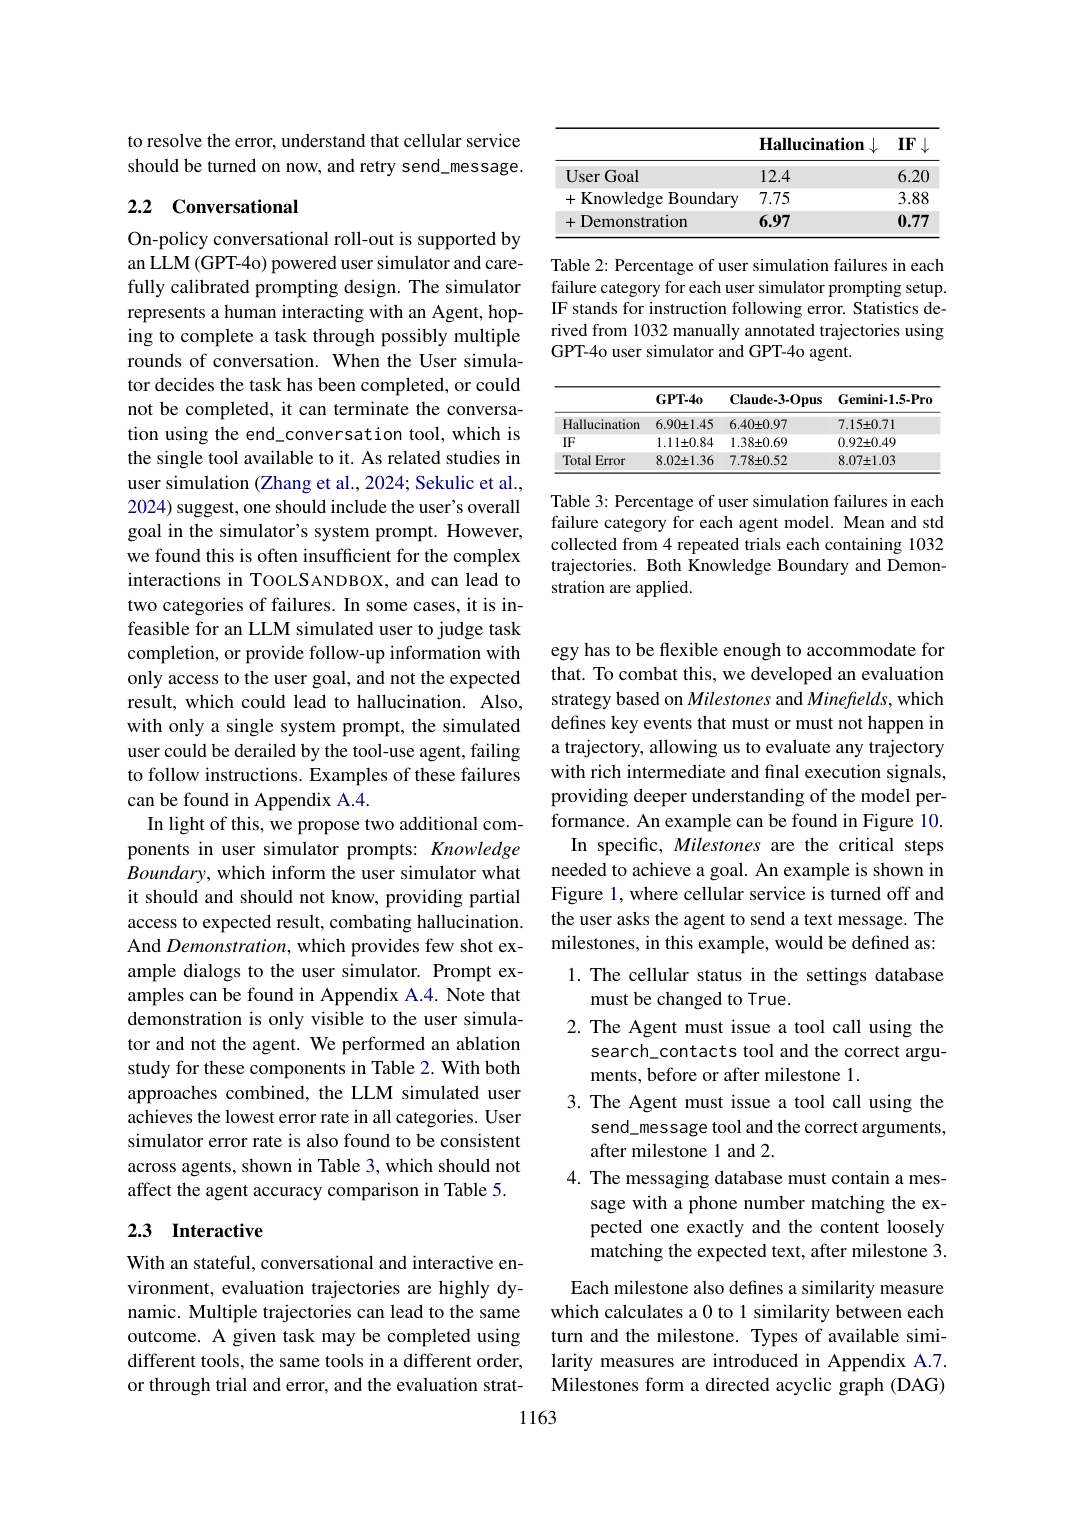 to resolve the error, understand that cellular service
should be turned on now, and retry send_message.
2.2 Conversational
On-policy conversational roll-out is supported by
an LLM (GPT-4o) powered user simulator and care-
fully calibrated prompting design. The simulator
represents a human interacting with an Agent, hop-
ing to complete a task through possibly multiple
rounds of conversation. When the User simula-
tor decides the task has been completed, or could
not be completed, it can terminate the conversa-
tion using the end_conversation tool, which is
the single tool available to it. As related studies in
user simulation (Zhang et al., 2024; Sekulic et al.,
2024) suggest, one should include the user's overall
goal in the simulator's system prompt. However,
we found this is often insufficient for the complex
interactions in TOOLSANDBOX, and can lead to
two categories of failures. In some cases, it is in-
feasible for an LLM simulated user to judge task
completion, or provide follow-up information with
only access to the user goal, and not the expected
result, which could lead to hallucination. Also,
with only a single system prompt, the simulated
user could be derailed by the tool-use agent, failing
to follow instructions. Examples of these failures
can be found in Appendix A.4.
In light of this, we propose two additional com-
ponents in user simulator prompts: Knowledge
Boundary, which inform the user simulator what
it should and should not know, providing partial
access to expected result, combating hallucination.
And Demonstration, which provides few shot ex-
ample dialogs to the user simulator. Prompt ex-
amples can be found in Appendix A.4. Note that
demonstration is only visible to the user simula-
tor and not the agent. We performed an ablation
study for these components in Table 2. With both
approaches combined, the LLM simulated user
achieves the lowest error rate in all categories. User
simulator error rate is also found to be consistent
across agents, shown in Table 3, which should not
affect the agent accuracy comparison in Table 5.
2.3 Interactive
With an stateful, conversational and interactive en-
vironment, evaluation trajectories are highly dy-
namic. Multiple trajectories can lead to the same
outcome. A given task may be completed using
different tools, the same tools in a different order,
or through trial and error, and the evaluation strat-
Hallucination ↓ IF ↓
User Goal 12.4 6.20
+ Knowledge Boundary 7.75 3.88
+ Demonstration 6.97 0.77
Table 2: Percentage of user simulation failures in each
failure category for each user simulator prompting setup.
IF stands for instruction following error. Statistics de-
rived from 1032 manually annotated trajectories using
GPT-4o user simulator and GPT-4o agent.
GPT-4o Claude-3-Opus Gemini-1.5-Pro
Hallucination 6.90±1.45 6.40±0.97 7.15±0.71
IF 1.11±0.84 1.38±0.69 0.92±0.49
Total Error 8.02±1.36 7.78±0.52 8.07±1.03
Table 3: Percentage of user simulation failures in each
failure category for each agent model. Mean and std
collected from 4 repeated trials each containing 1032
trajectories. Both Knowledge Boundary and Demon-
stration are applied.
egy has to be flexible enough to accommodate for
that. To combat this, we developed an evaluation
strategy based on Milestones and Minefields, which
defines key events that must or must not happen in
a trajectory, allowing us to evaluate any trajectory
with rich intermediate and final execution signals,
providing deeper understanding of the model per-
formance. An example can be found in Figure 10.
In specific, Milestones are the critical steps
needed to achieve a goal. An example is shown in
Figure 1, where cellular service is turned off and
the user asks the agent to send a text message. The
milestones, in this example, would be defined as:
1. The cellular status in the settings database
must be changed to True.
2. The Agent must issue a tool call using the
search_contacts tool and the correct argu-
ments, before or after milestone 1.
3. The Agent must issue a tool call using the
send_message tool and the correct arguments,
after milestone 1 and 2.
4. The messaging database must contain a mes-
sage with a phone number matching the ex-
pected one exactly and the content loosely
matching the expected text, after milestone 3.
Each milestone also defines a similarity measure
which calculates a 0 to 1 similarity between each
turn and the milestone. Types of available simi-
larity measures are introduced in Appendix A.7.
Milestones form a directed acyclic graph (DAG)
1163